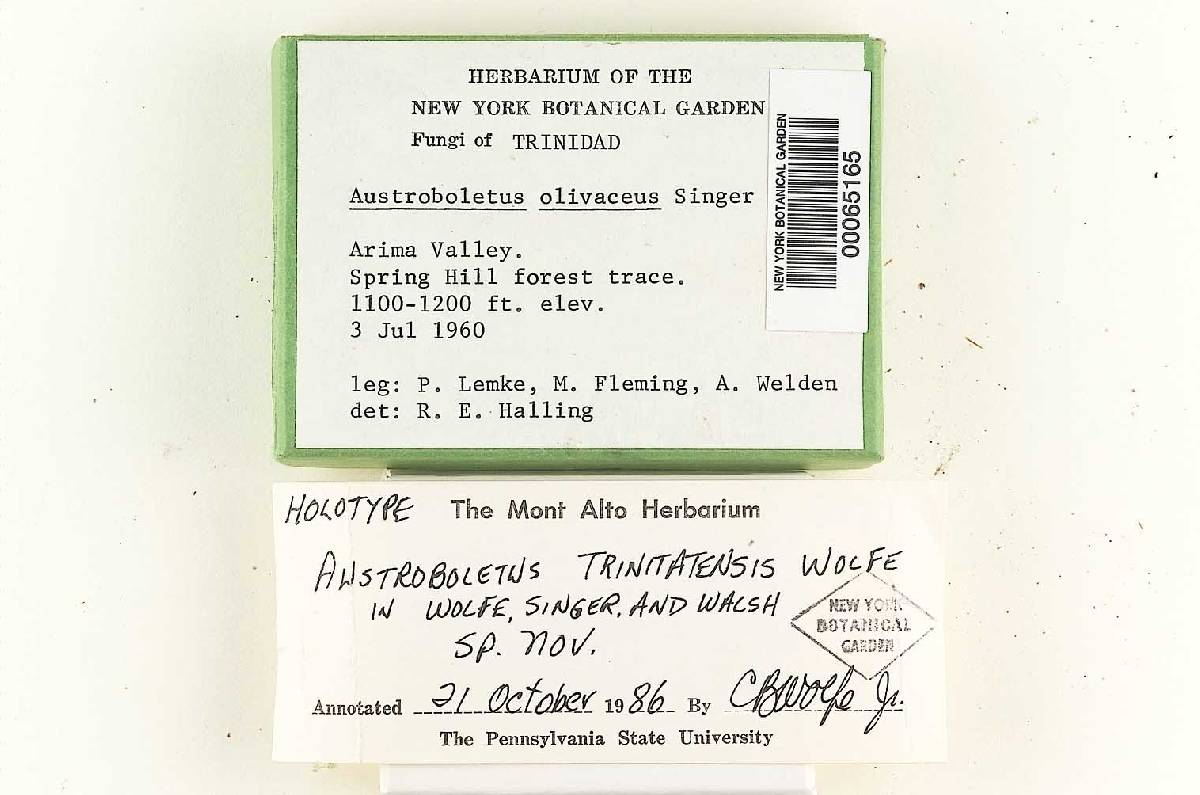 HERBARIUM OF THE
NEW YORK BOTANICAL GARDEN
Fungi of TRINIDAD
Austroboletus olivaceus Singer
Arima Valley.
Spring Hill forest trace.
1100-1200 ft. elev.
3 Jul 1960
leg: P. Lemke, M. Fleming, A. Welden
det: R. E. Halling
NEW YORK BOTANICAL GARDEN
00065165
HOLOTYPE The Mont Alto Herbarium
AUSTROBOLETUS TRINITATENSIS WOLFE
IN WOLFE, SINGER, AND WALSH
SP. NOV.
NEW YORK
BOTANICAL
GARDEN
Annotated 21 October 1986 By CBWolfe Jr.
The Pennsylvania State University